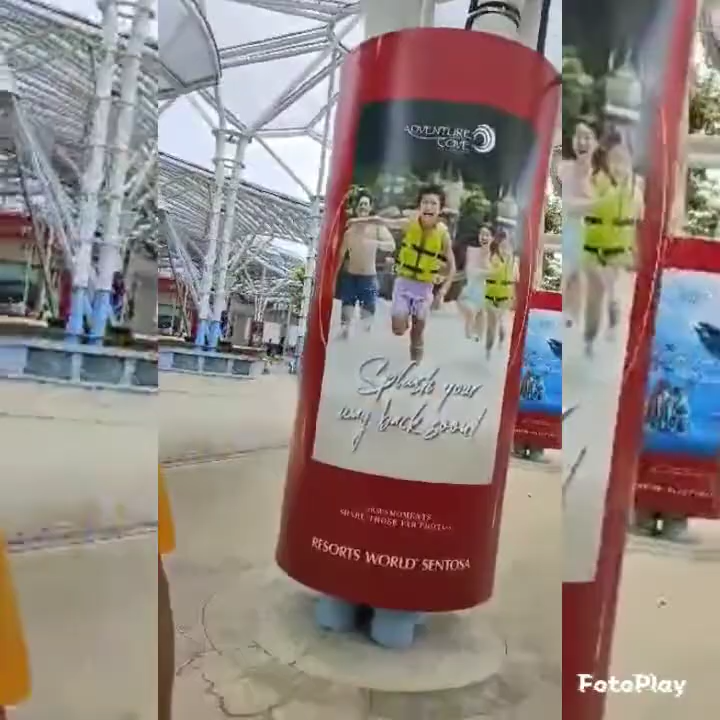 ADVENTURE
COVE
Splash your
way back soon!
RESORTS WORLD SENTOSA
FotoPlay